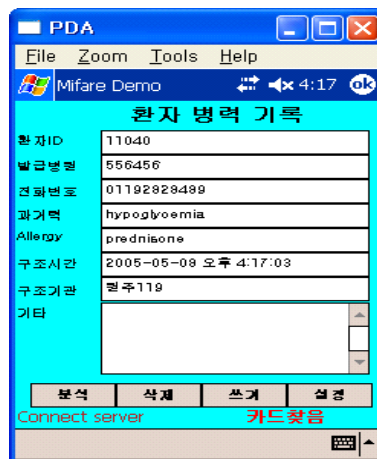 PDA
File Zoom Tools Help
Mifare Demo 4:17 ok
환자 병력 기록
환자ID 11040
발급병원 556456
전화번호 01192828489
과거력 hypoglycemia
Allergy prednisone
구조시간 2005-05-09 오후 4:17:03
구조기관 원주119
기타
분석 삭제 쓰기 설정
Connect server 카드찾음